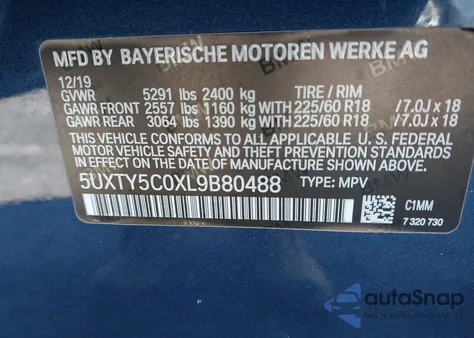 MFD BY BAYERISCHE MOTOREN WERKE AG
12/19
GVWR 5291 lbs 2400 kg TIRE / RIM
GAWR FRONT 2557 lbs 1160 kg WITH 225/60 R18 /7.0J x 18
GAWR REAR 3064 lbs 1390 kg WITH 225/60 R18 /7.0J x 18
THIS VEHICLE CONFORMS TO ALL APPLICABLE U.S. FEDERAL
MOTOR VEHICLE SAFETY AND THEFT PREVENTION STANDARDS
IN EFFECT ON THE DATE OF MANUFACTURE SHOWN ABOVE.
5UXTY5C0XL9B80488 TYPE: MPV
C1MM
7 320 730
autoSnap